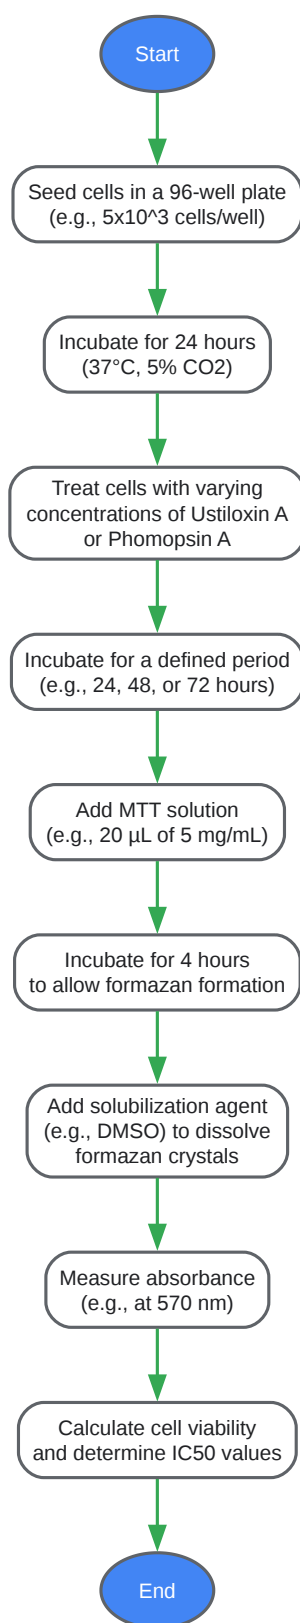 Start
Seed cells in a 96-well plate
(e.g., 5x10^3 cells/well)
Incubate for 24 hours
(37°C, 5% CO2)
Treat cells with varying
concentrations of Ustiloxin A
or Phomopsin A
Incubate for a defined period
(e.g., 24, 48, or 72 hours)
Add MTT solution
(e.g., 20 µL of 5 mg/mL)
Incubate for 4 hours
to allow formazan formation
Add solubilization agent
(e.g., DMSO) to dissolve
formazan crystals
Measure absorbance
(e.g., at 570 nm)
Calculate cell viability
and determine IC50 values
End